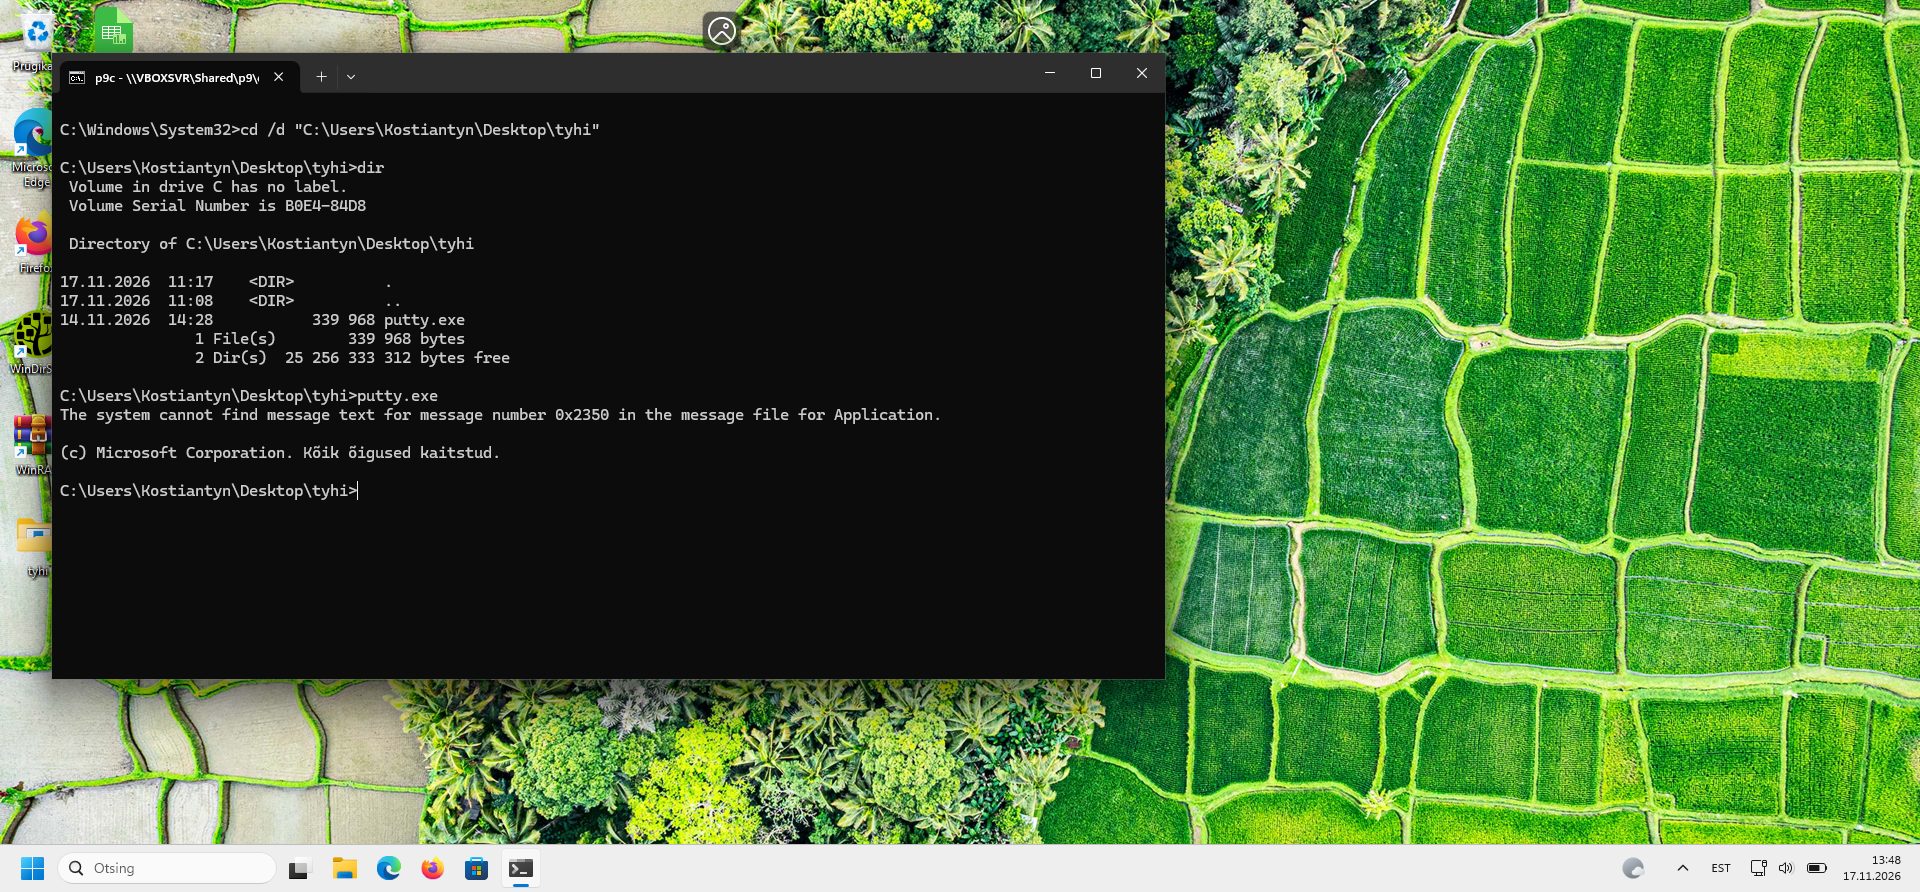 Prügikast
Microsoft
Edge
Firefox
WinDirS
WinRA
tyhi
p9c - \\VBOXSVR\Shared\p9\
C:\Windows\System32>cd /d "C:\Users\Kostiantyn\Desktop\tyhi"
C:\Users\Kostiantyn\Desktop\tyhi>dir
Volume in drive C has no label.
Volume Serial Number is B0E4-84D8
Directory of C:\Users\Kostiantyn\Desktop\tyhi
17.11.2026  11:17    <DIR>          .
17.11.2026  11:08    <DIR>          ..
14.11.2026  14:28           339 968 putty.exe
1 File(s)        339 968 bytes
2 Dir(s)  25 256 333 312 bytes free
C:\Users\Kostiantyn\Desktop\tyhi>putty.exe
The system cannot find message text for message number 0x2350 in the message file for Application.
(c) Microsoft Corporation. Kõik õigused kaitstud.
C:\Users\Kostiantyn\Desktop\tyhi>
Otsing
EST
13:48
17.11.2026